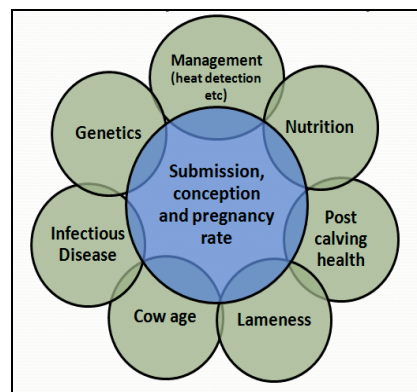 Management
(heat detection
etc)
Genetics
Nutrition
Submission,
conception
and pregnancy
rate
Infectious
Disease
Post
calving
health
Cow age
Lameness